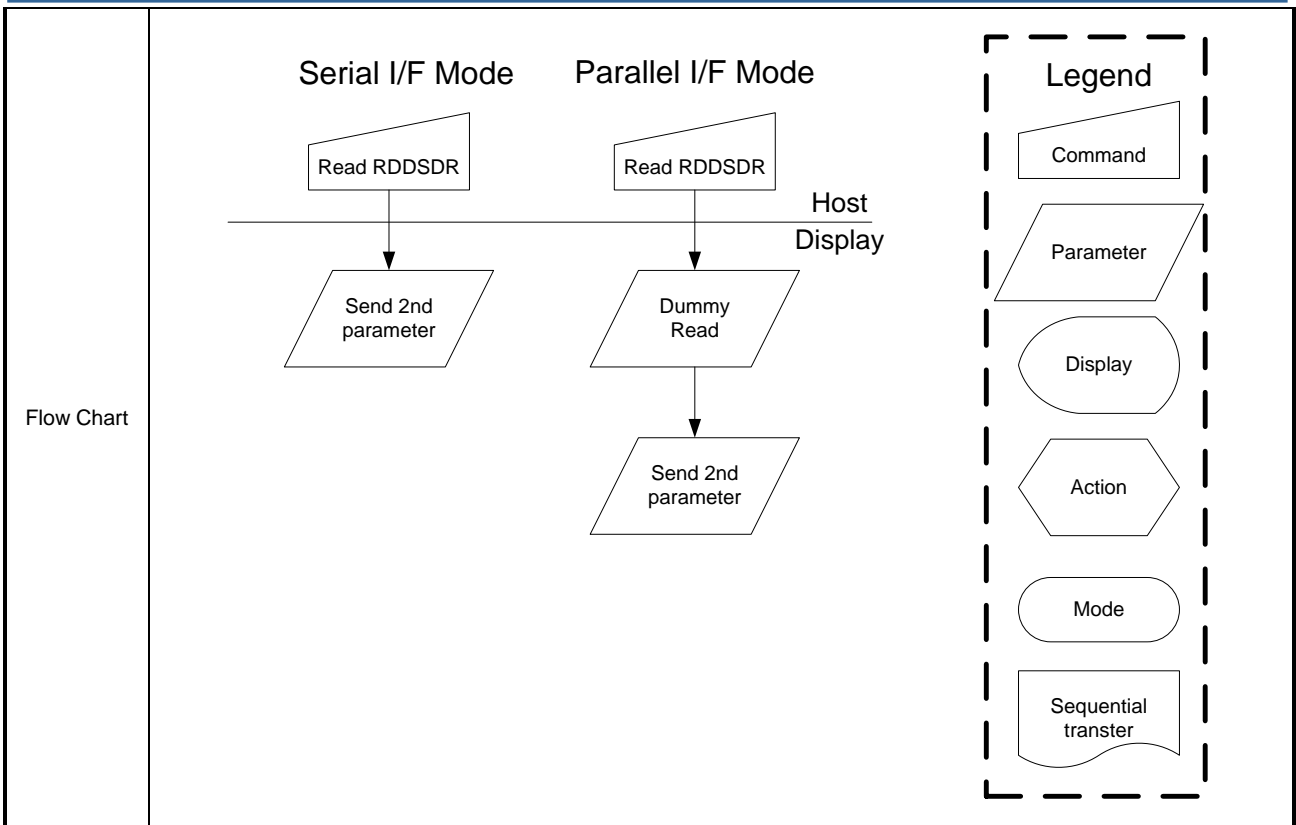 Flow Chart
Serial I/F Mode
Parallel I/F Mode
Read RDDSDR
Read RDDSDR
Host
Display
Send 2nd
parameter
Dummy
Read
Send 2nd
parameter
Legend
Command
Parameter
Display
Action
Mode
Sequential
transter